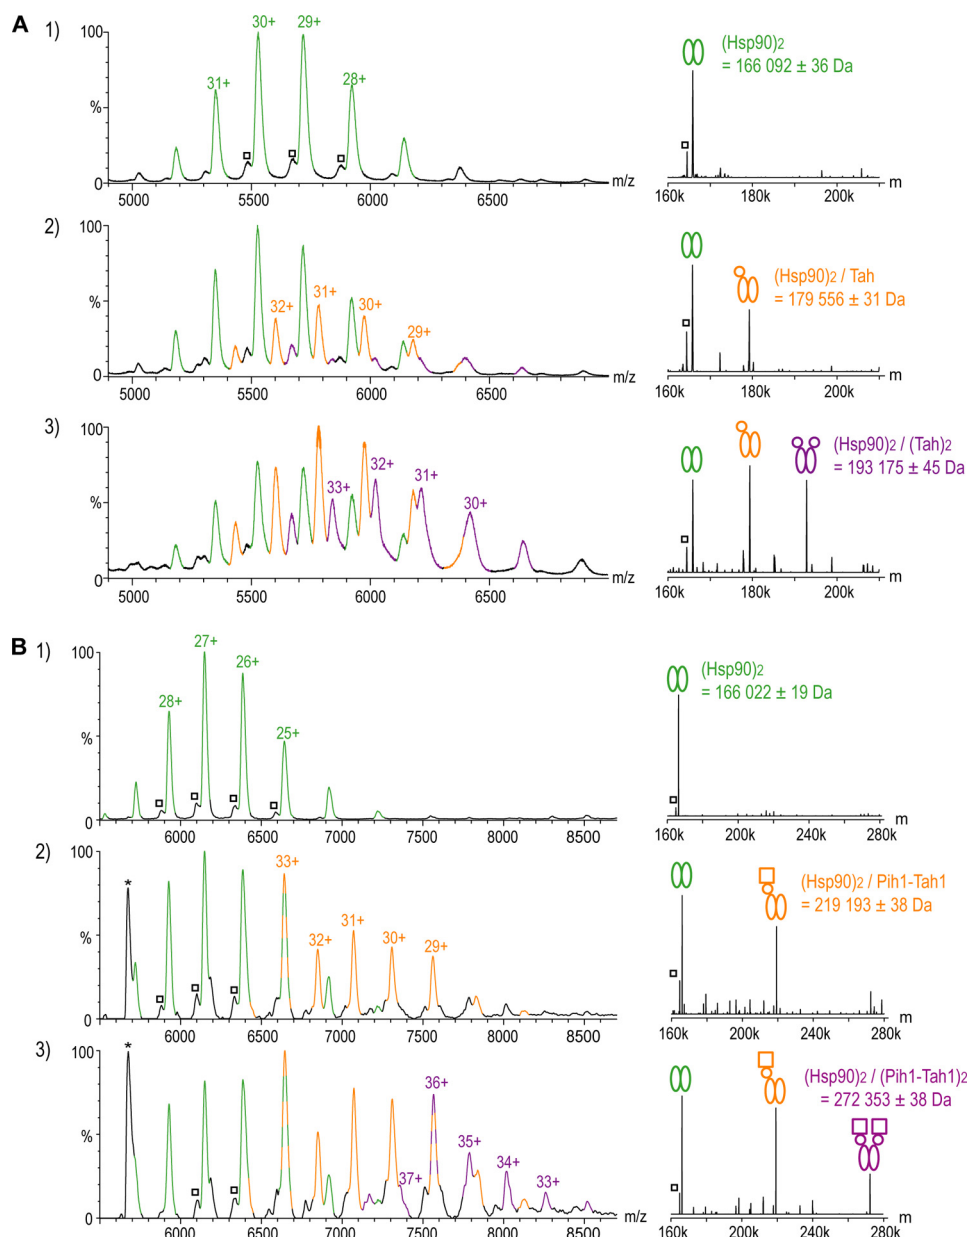 A
1)
100
%
0
31+
30+
29+
28+
5000 5500 6000 6500 m/z
(Hsp90)2
= 166 092 ± 36 Da
160k 180k 200k m
2)
100
%
0
32+
31+
30+
29+
5000 5500 6000 6500
(Hsp90)2 / Tah
= 179 556 ± 31 Da
160k 180k 200k m
3)
100
%
0
33+
32+
31+
30+
5000 5500 6000 6500
(Hsp90)2 / (Tah)2
= 193 175 ± 45 Da
160k 180k 200k m
B
1)
100
%
0
28+
27+
26+
25+
6000 6500 7000 7500 8000 8500
(Hsp90)2
= 166 022 ± 19 Da
160k 200k 240k 280k m
2)
100
%
0
*
33+
32+
31+
30+
29+
6000 6500 7000 7500 8000 8500
(Hsp90)2 / Pih1-Tah1
= 219 193 ± 38 Da
160k 200k 240k 280k m
3)
100
%
0
*
37+
36+
35+
34+
33+
6000 6500 7000 7500 8000 8500 m/z
(Hsp90)2 / (Pih1-Tah1)2
= 272 353 ± 38 Da
160k 200k 240k 280k m